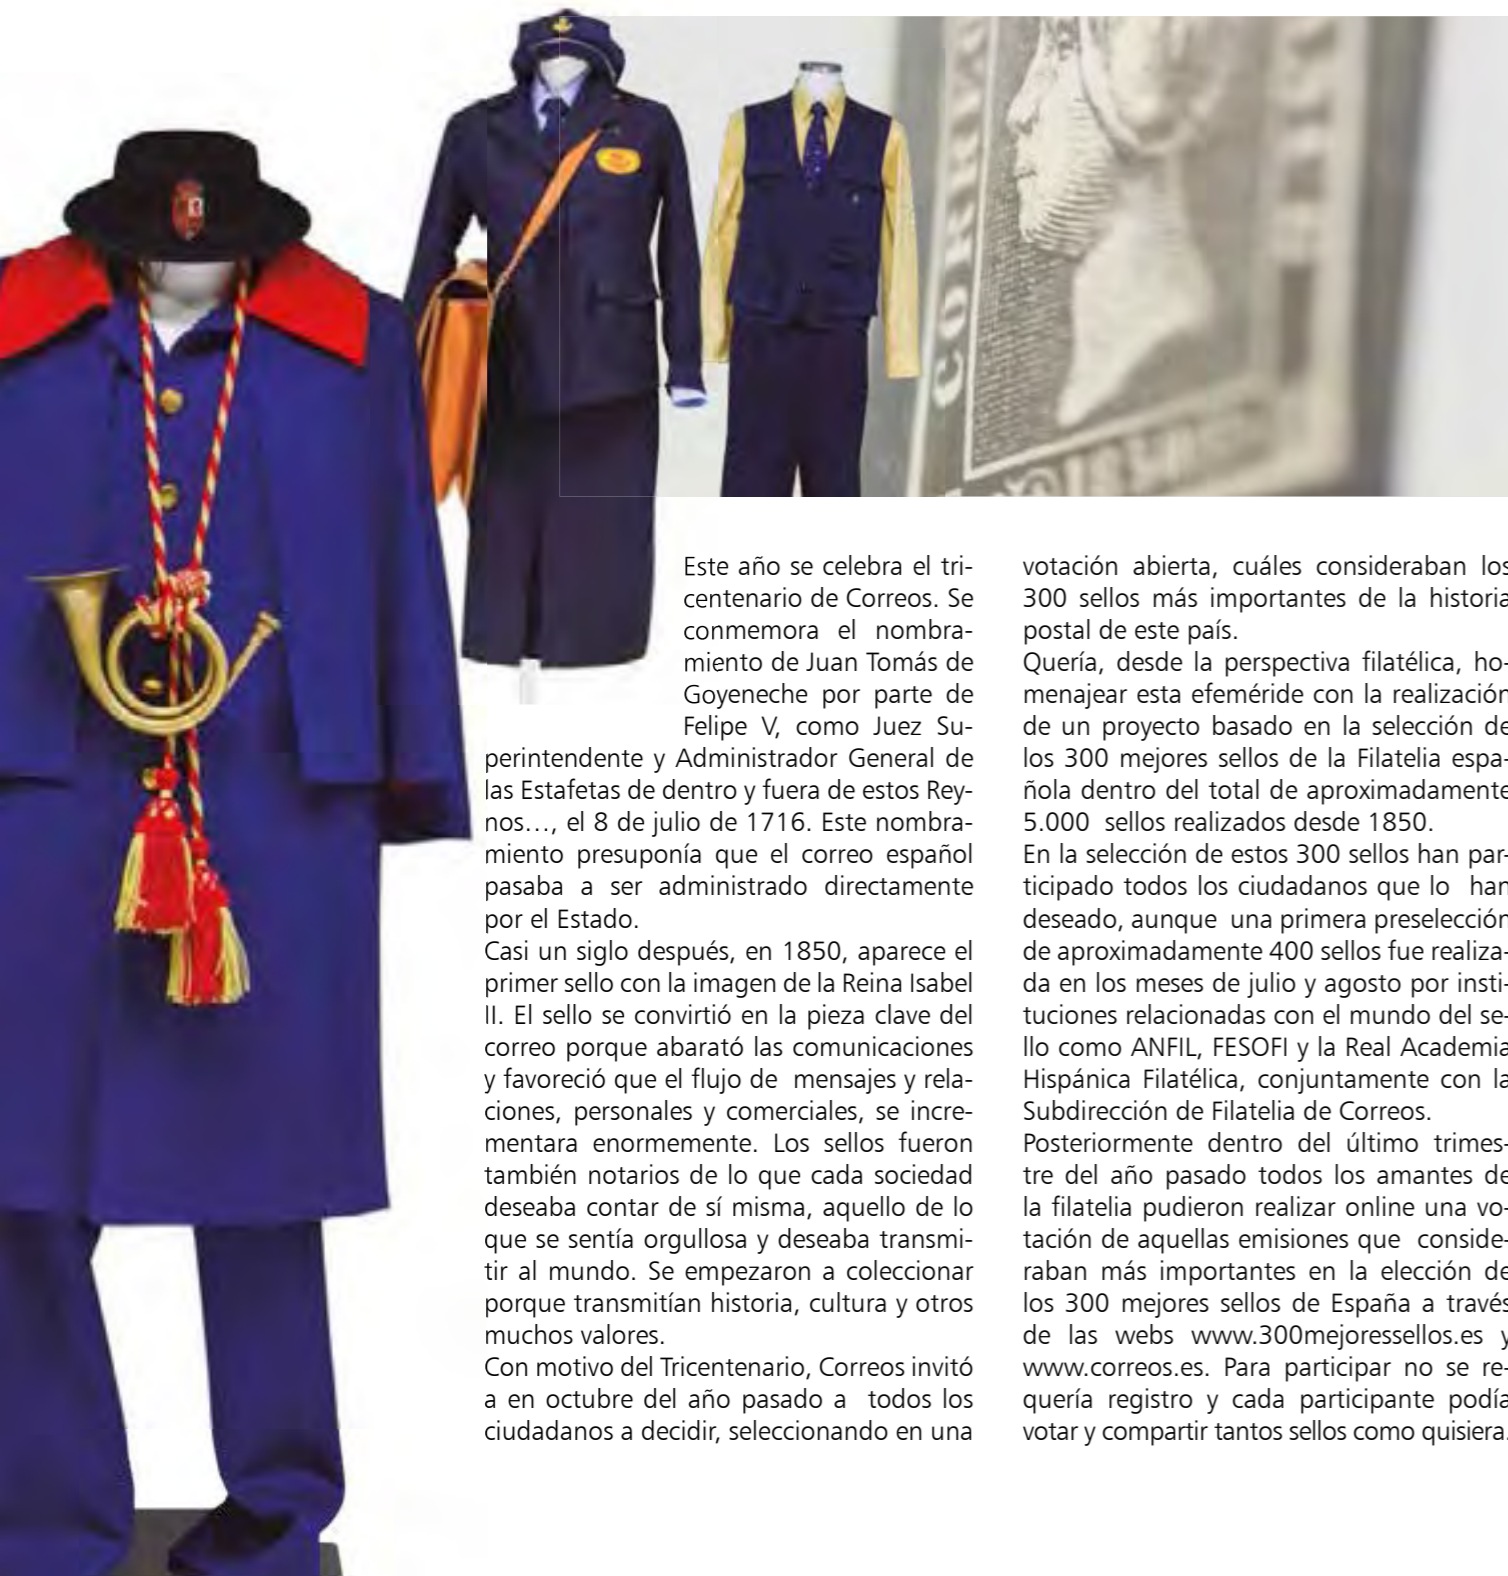 CORREO
Este año se celebra el tri-
centenario de Correos. Se
conmemora el nombra-
miento de Juan Tomás de
Goyeneche por parte de
Felipe V, como Juez Su-
perintendente y Administrador General de
las Estafetas de dentro y fuera de estos Rey-
nos..., el 8 de julio de 1716. Este nombra-
miento presuponía que el correo español
pasaba a ser administrado directamente
por el Estado.
Casi un siglo después, en 1850, aparece el
primer sello con la imagen de la Reina Isabel
II. El sello se convirtió en la pieza clave del
correo porque abarató las comunicaciones
y favoreció que el flujo de  mensajes y rela-
ciones, personales y comerciales, se incre-
mentara enormemente. Los sellos fueron
también notarios de lo que cada sociedad
deseaba contar de sí misma, aquello de lo
que se sentía orgullosa y deseaba transmi-
tir al mundo. Se empezaron a coleccionar
porque transmitían historia, cultura y otros
muchos valores.
Con motivo del Tricentenario, Correos invitó
a en octubre del año pasado a  todos los
ciudadanos a decidir, seleccionando en una
votación abierta, cuáles consideraban los
300 sellos más importantes de la historia
postal de este país.
Quería, desde la perspectiva filatélica, ho-
menajear esta efeméride con la realización
de un proyecto basado en la selección de
los 300 mejores sellos de la Filatelia espa-
ñola dentro del total de aproximadamente
5.000  sellos realizados desde 1850.
En la selección de estos 300 sellos han par-
ticipado todos los ciudadanos que lo  han
deseado, aunque  una primera preselección
de aproximadamente 400 sellos fue realiza-
da en los meses de julio y agosto por insti-
tuciones relacionadas con el mundo del se-
llo como ANFIL, FESOFI y la Real Academia
Hispánica Filatélica, conjuntamente con la
Subdirección de Filatelia de Correos.
Posteriormente dentro del último trimes-
tre del año pasado todos los amantes de
la filatelia pudieron realizar online una vo-
tación de aquellas emisiones que  conside-
raban más importantes en la elección de
los 300 mejores sellos de España a través
de las webs www.300mejoressellos.es y
www.correos.es. Para participar no se re-
quería registro y cada participante podía
votar y compartir tantos sellos como quisiera.